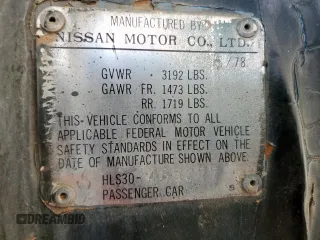 MANUFACTURED BY
NISSAN MOTOR CO., LTD.
5/78
GVWR : 3192 LBS.
GAWR FR. 1473 LBS.
RR. 1719 LBS.
THIS VEHICLE CONFORMS TO ALL
APPLICABLE FEDERAL MOTOR VEHICLE
SAFETY STANDARDS IN EFFECT ON THE
DATE OF MANUFACTURE SHOWN ABOVE.
HLS30-
PASSENGER CAR
S
DREAMBID